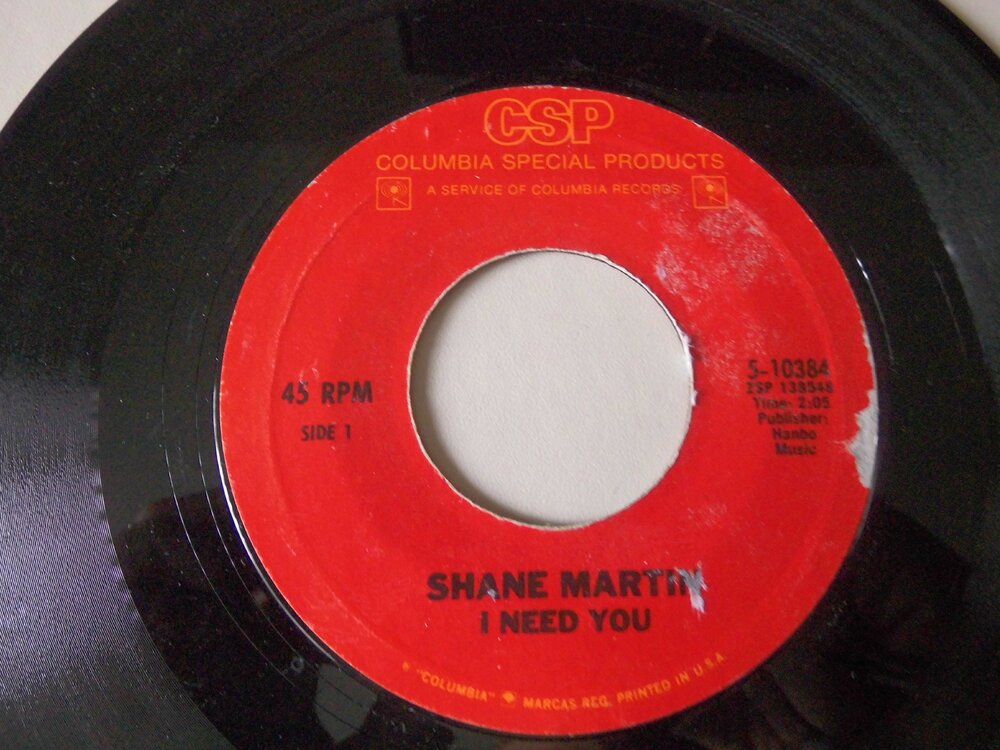 CSP
COLUMBIA SPECIAL PRODUCTS
A SERVICE OF COLUMBIA RECORDS
45 RPM
SIDE 1
5-10384
ZSP 138548
Time: 2:05
Publisher:
Hanbo
Music
SHANE MARTIN
I NEED YOU
"COLUMBIA" MARCAS REG. PRINTED IN U.S.A.